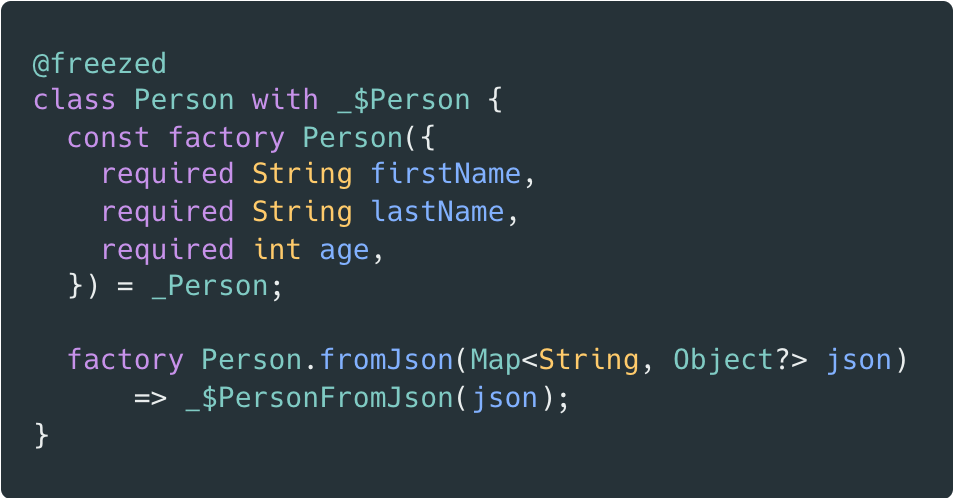 @freezed
class Person with _$Person {
  const factory Person({
    required String firstName,
    required String lastName,
    required int age,
  }) = _Person;

  factory Person.fromJson(Map<String, Object?> json)
      => _$PersonFromJson(json);
}